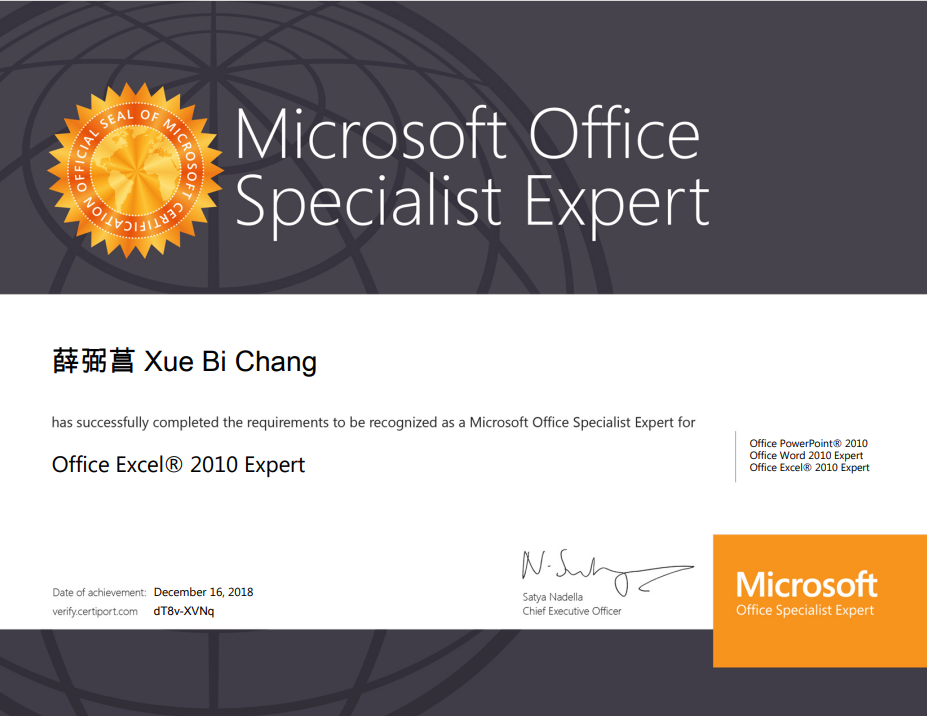 OFFICIAL SEAL OF MICROSOFT CERTIFICATION
Microsoft Office
Specialist Expert
薛弼菖 Xue Bi Chang
has successfully completed the requirements to be recognized as a Microsoft Office Specialist Expert for
Office Excel® 2010 Expert
Office PowerPoint® 2010
Office Word 2010 Expert
Office Excel® 2010 Expert
Date of achievement: December 16, 2018
verify.certiport.com dT8v-XVNq
Satya Nadella
Chief Executive Officer
Microsoft
Office Specialist Expert